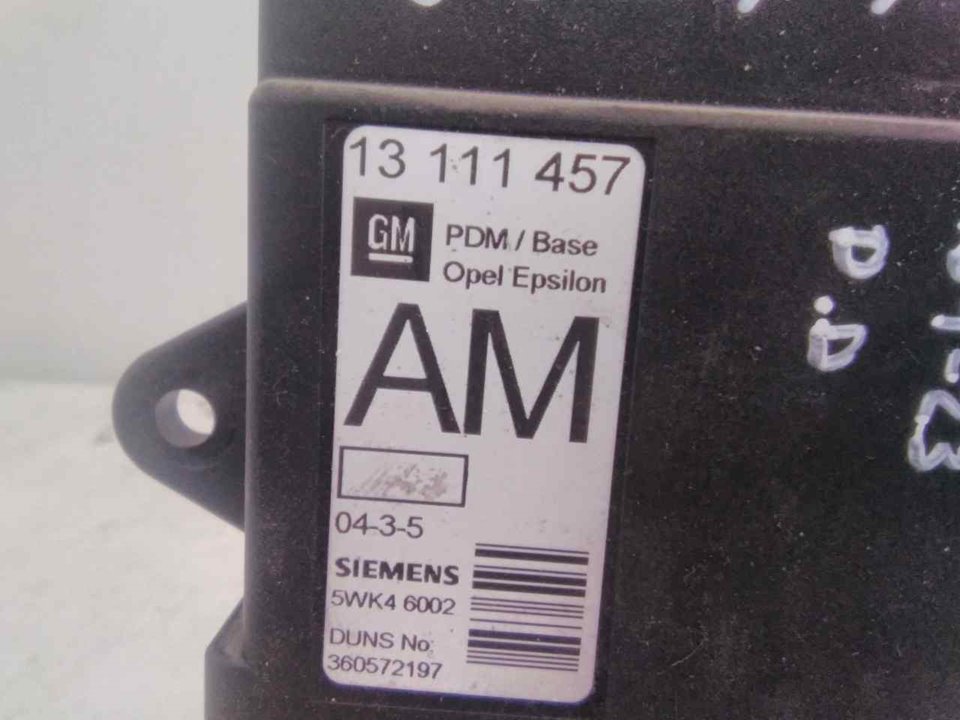 13 111 457
GM
PDM / Base
Opel Epsilon
AM
04-3-5
SIEMENS
5WK4 6002
DUNS No
360572197